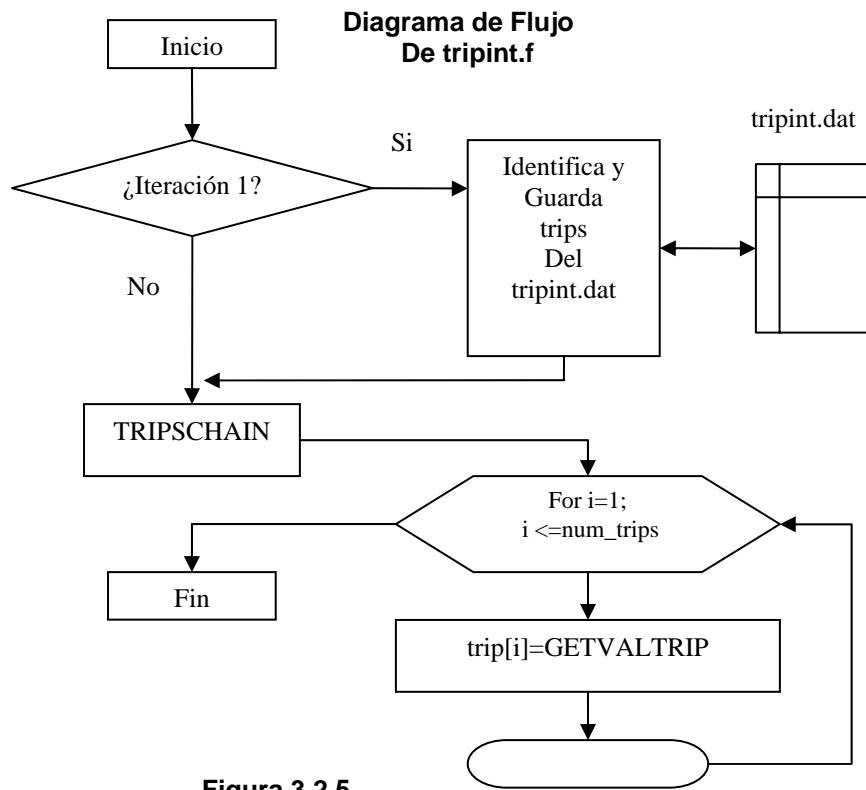 Diagrama de Flujo
De tripint.f
Inicio
¿Iteración 1?
Si
No
Identifica y
Guarda
trips
Del
tripint.dat
tripint.dat
TRIPSCHAIN
For i=1;
i <=num_trips
Fin
trip[i]=GETVALTRIP
Figura 3.2.5